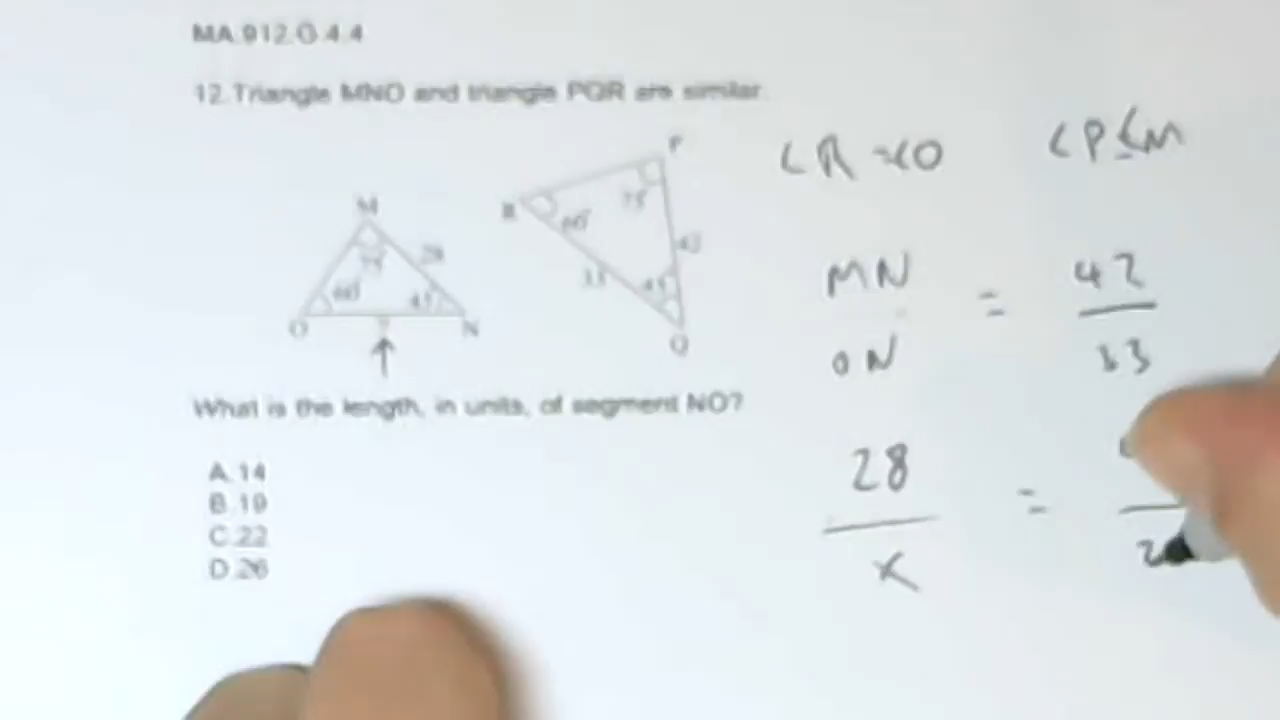 MA.912.G.4.4
12. Triangle MNO and triangle PQR are similar.
M
28
75°
60°
45°
O
?
N
P
R
75°
60°
42
33
45°
Q
What is the length, in units, of segment NO?
A. 14
B. 19
C. 22
D. 26
<R = <O
<P ≤ <M
MN
ON
=
42
33
28
x
=